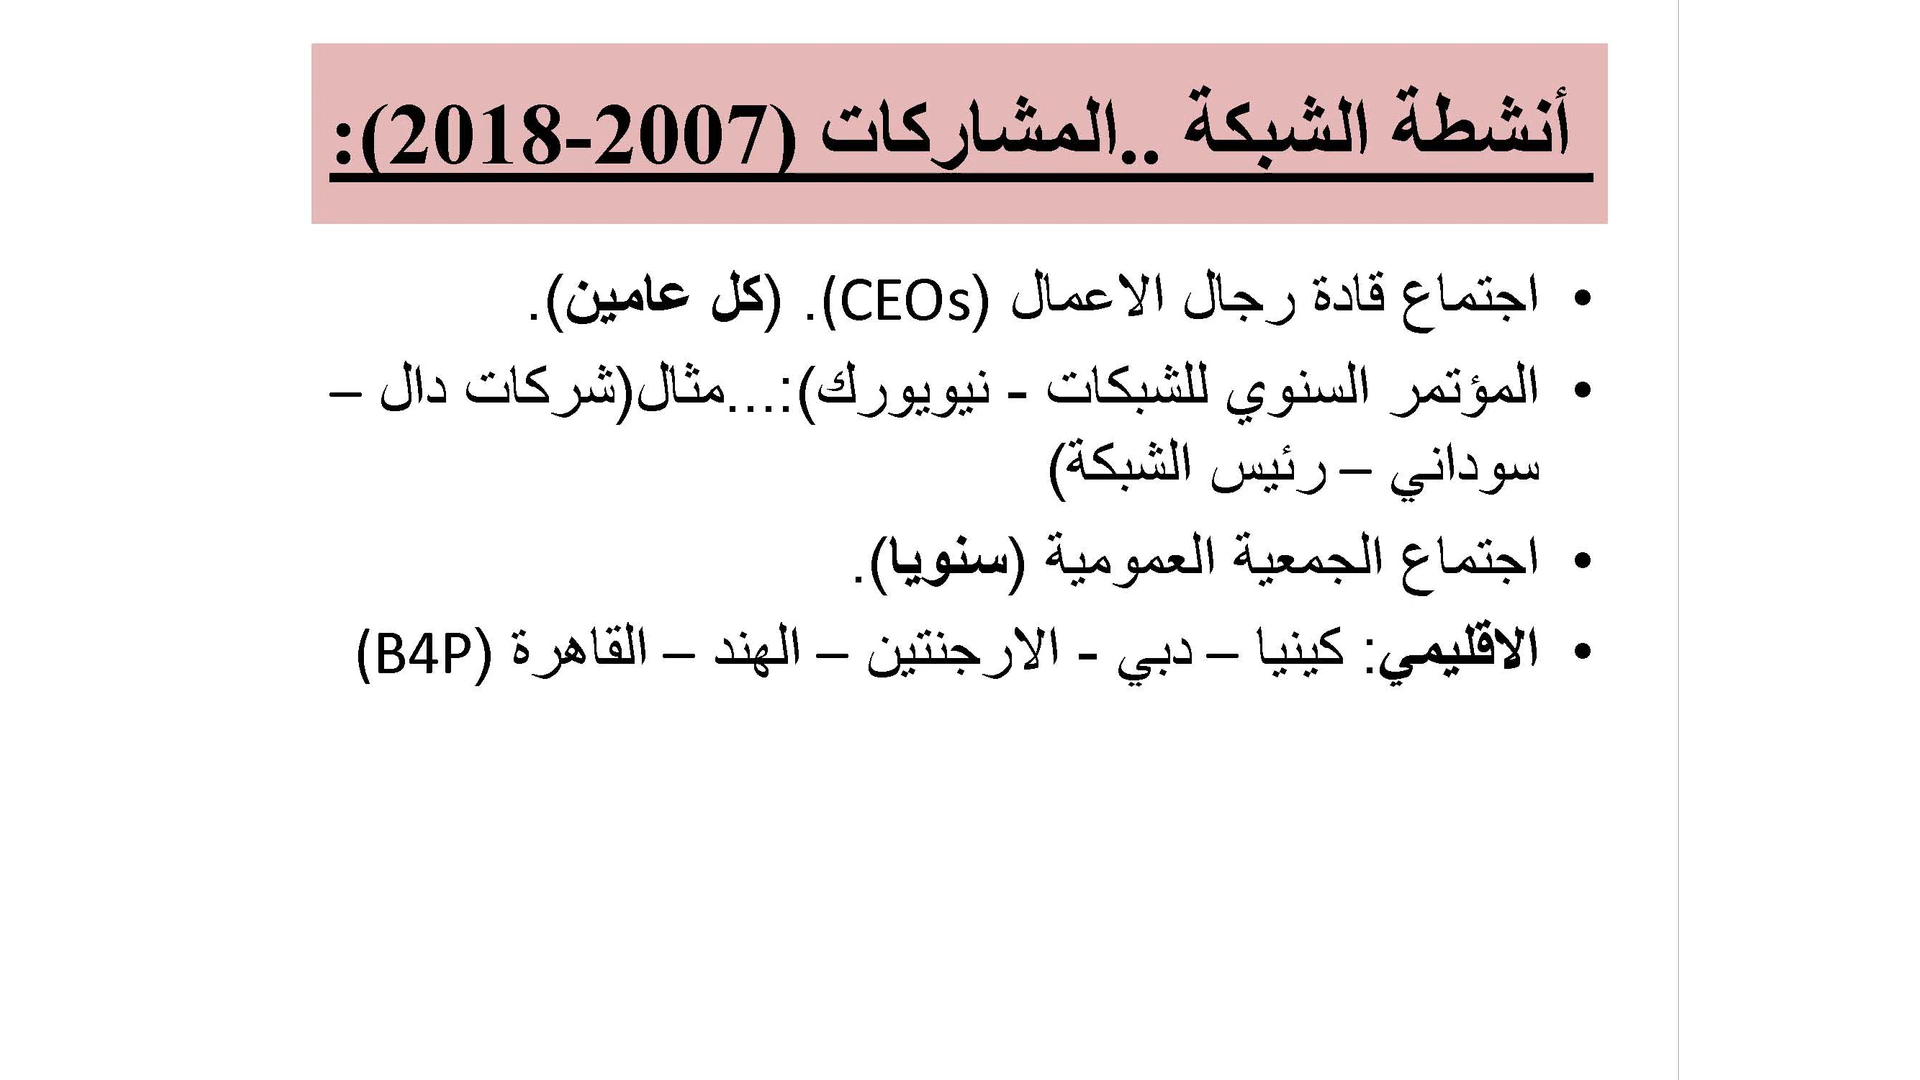 أنشطة الشبكة ..المشاركات (2007-2018):
• اجتماع قادة رجال الاعمال (CEOs). (كل عامين).
• المؤتمر السنوي للشبكات - نيويورك):...مثال(شركات دال –
سوداني – رئيس الشبكة)
• اجتماع الجمعية العمومية (سنويا).
• الاقليمي: كينيا – دبي - الارجنتين – الهند – القاهرة (B4P)